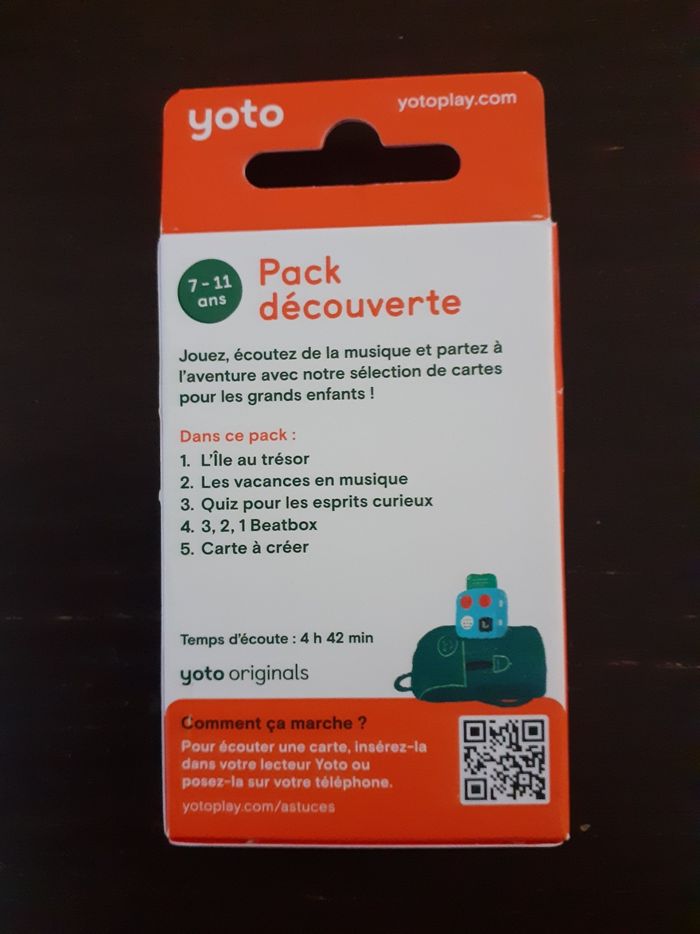 yoto
yotoplay.com
7-11
ans
Pack
découverte
Jouez, écoutez de la musique et partez à
l'aventure avec notre sélection de cartes
pour les grands enfants !
Dans ce pack :
1. L'Île au trésor
2. Les vacances en musique
3. Quiz pour les esprits curieux
4. 3, 2, 1 Beatbox
5. Carte à créer
Temps d'écoute : 4 h 42 min
yoto originals
Comment ça marche ?
Pour écouter une carte, insérez-la
dans votre lecteur Yoto ou
posez-la sur votre téléphone.
yotoplay.com/astuces